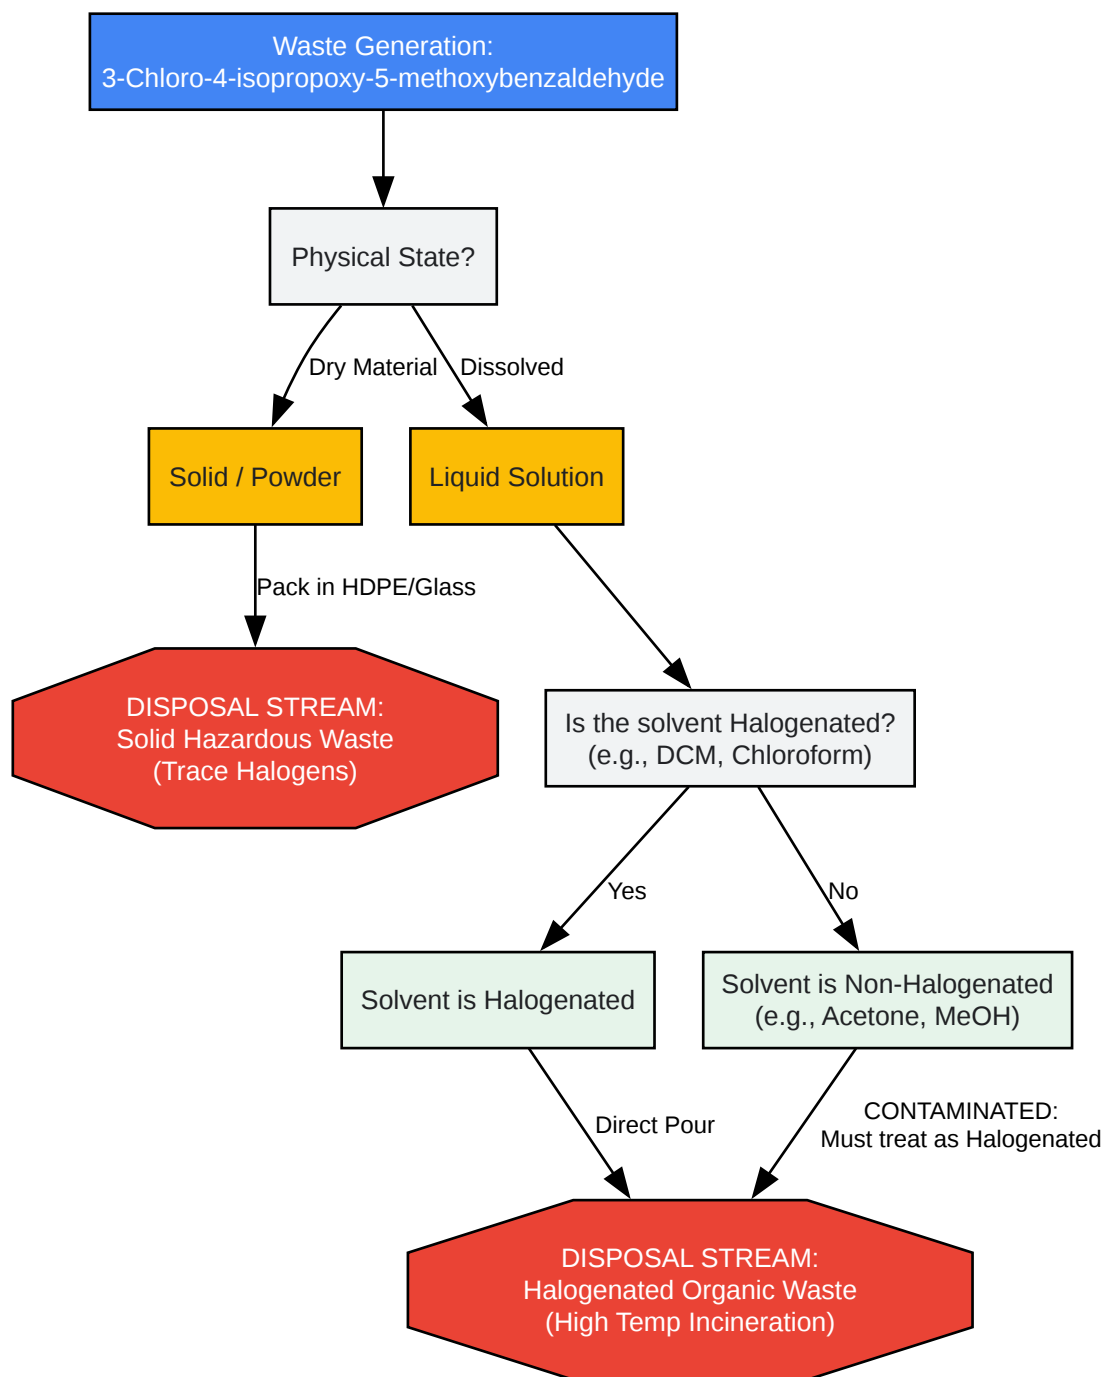 Waste Generation:
3-Chloro-4-isopropoxy-5-methoxybenzaldehyde
Physical State?
Dry Material
Dissolved
Solid / Powder
Liquid Solution
Pack in HDPE/Glass
DISPOSAL STREAM:
Solid Hazardous Waste
(Trace Halogens)
Is the solvent Halogenated?
(e.g., DCM, Chloroform)
Yes
No
Solvent is Halogenated
Solvent is Non-Halogenated
(e.g., Acetone, MeOH)
Direct Pour
CONTAMINATED:
Must treat as Halogenated
DISPOSAL STREAM:
Halogenated Organic Waste
(High Temp Incineration)